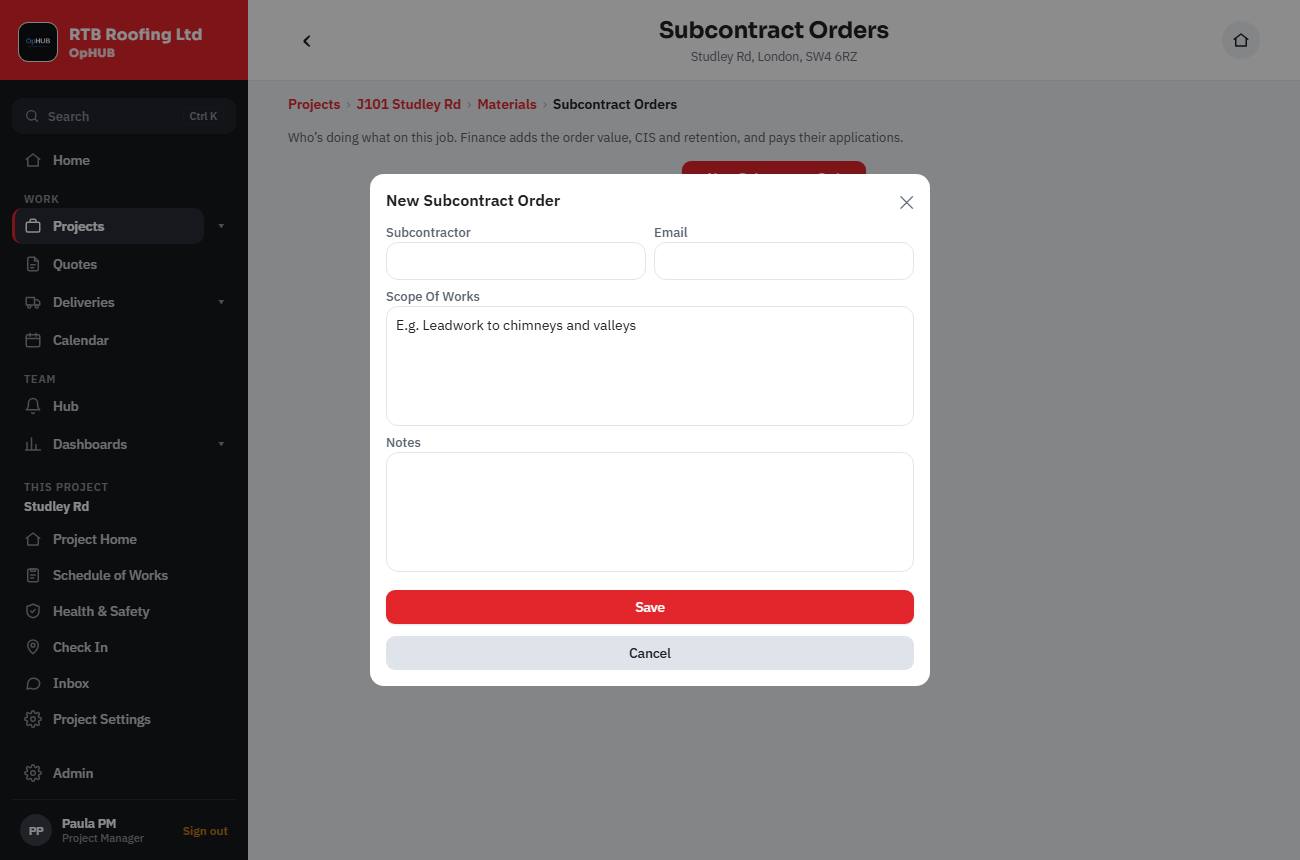 RTB Roofing Ltd
OpHUB
OpHUB
Search
Ctrl K
Home
WORK
Projects
Quotes
Deliveries
Calendar
TEAM
Hub
Dashboards
THIS PROJECT
Studley Rd
Project Home
Schedule of Works
Health & Safety
Check In
Inbox
Project Settings
Admin
PP
Paula PM
Project Manager
Sign out
Subcontract Orders
Studley Rd, London, SW4 6RZ
Projects › J101 Studley Rd › Materials › Subcontract Orders
Who's doing what on this job. Finance adds the order value, CIS and retention, and pays their applications.
New Subcontract Order
Subcontractor
Email
Scope Of Works
E.g. Leadwork to chimneys and valleys
Notes
Save
Cancel